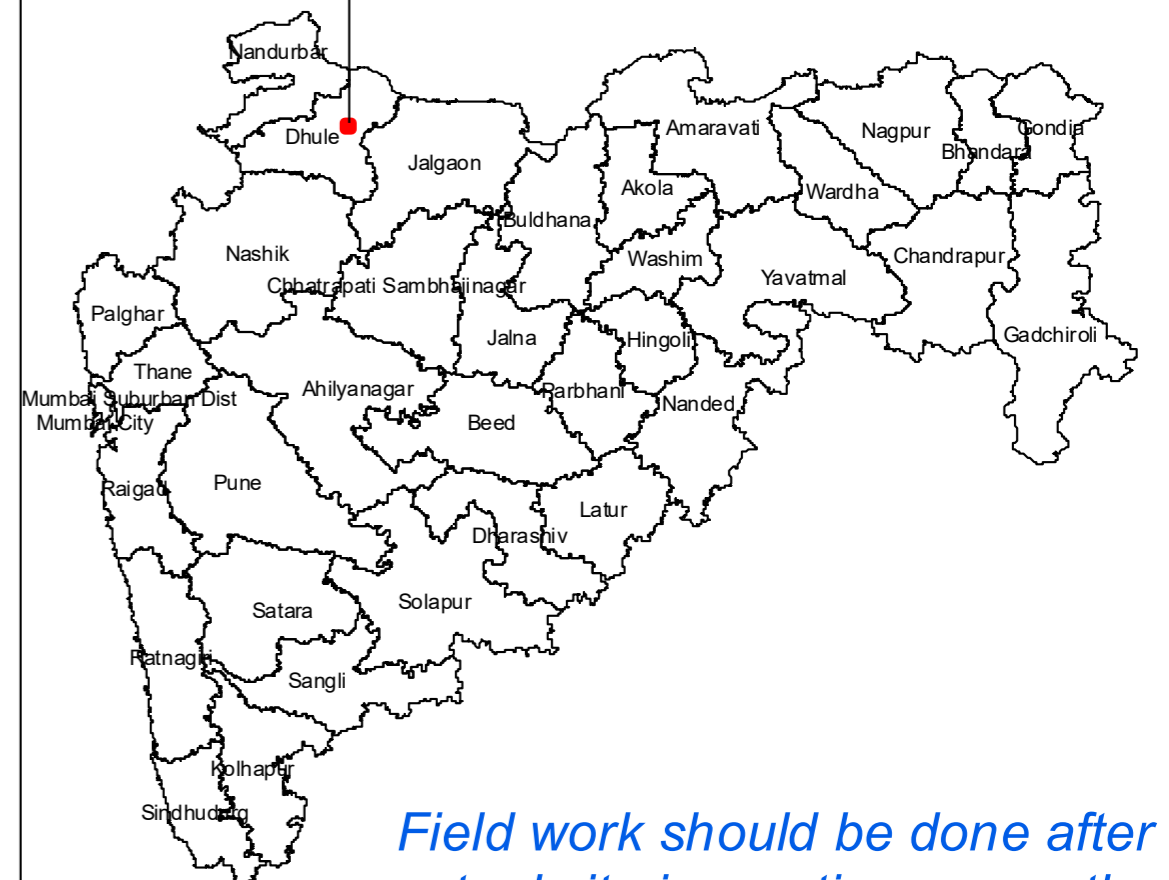 Nandurbar
Gondia
Amaravati
Nagpur
Dhule
Bhandara
Jalgaon
Akola
Wardha
Buldhana
Nashik
Chandrapur
Washim
Yavatmal
Chhatrapati Sambhajinagar
Palghar
Gadchiroli
Jalna
Hingoli
Thane
Ahilyanagar
Parbhani
Mumbai Suburban Dist
Nanded
Mumbai City
Beed
Pune
Raigad
Latur
Dharashiv
Solapur
Satara
Ratnagiri
Sangli
Kolhapur
Sindhudurg
Field work should be done after